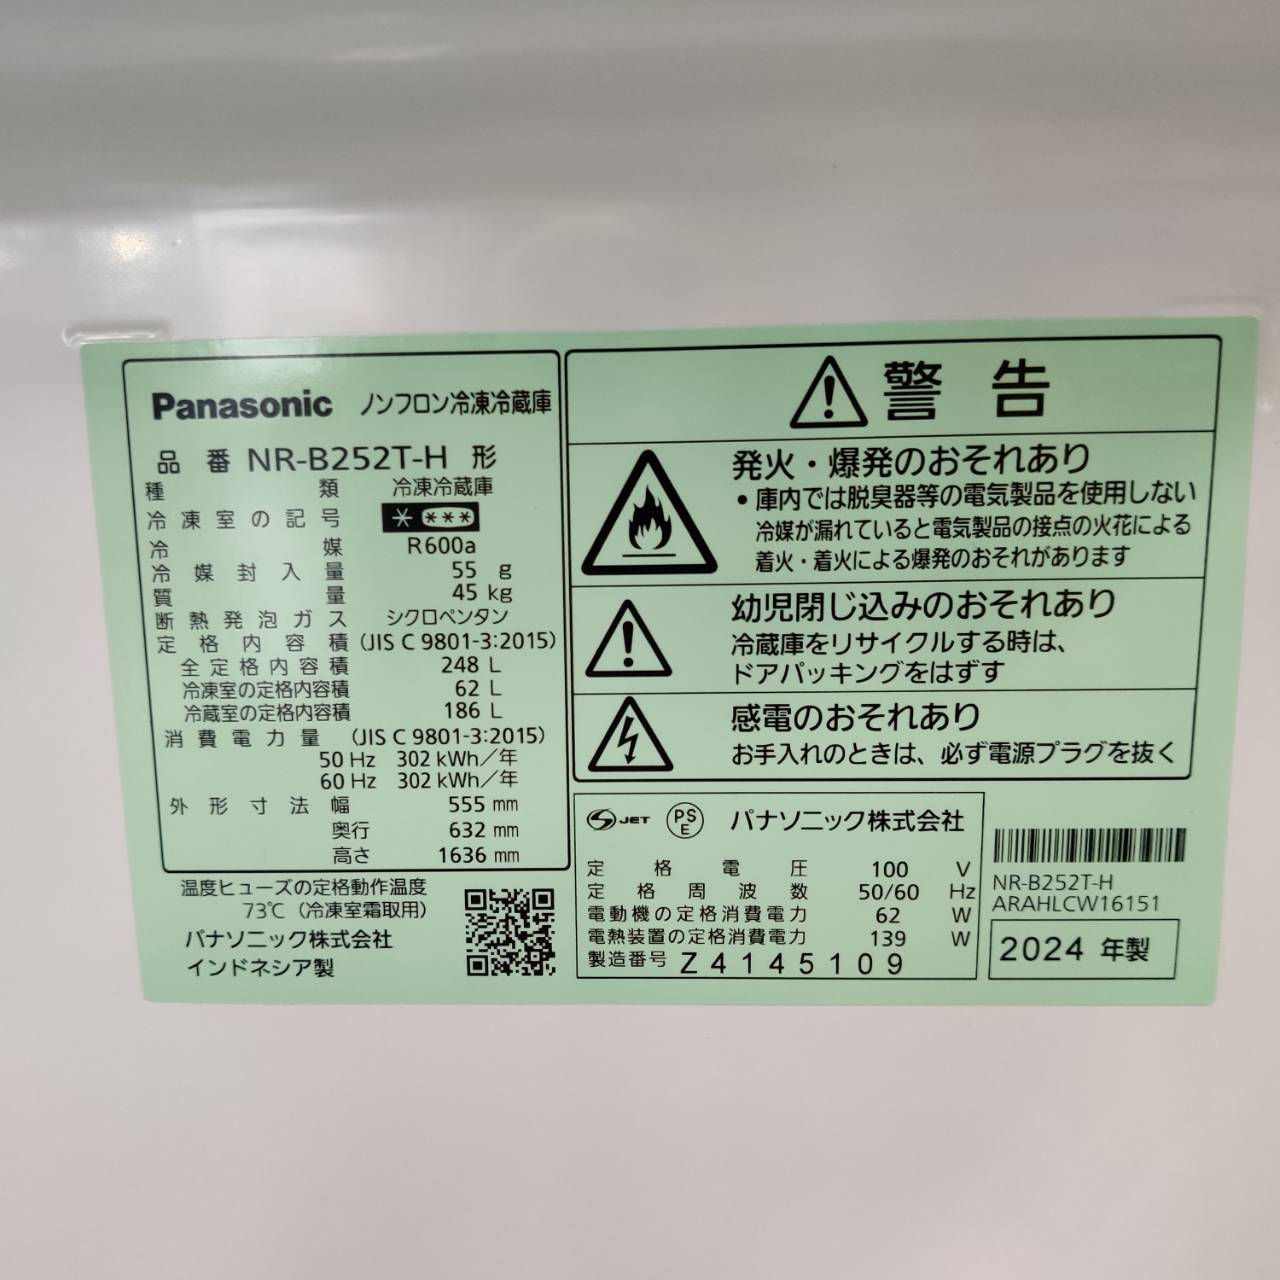 Panasonic ノンフロン冷凍冷蔵庫
品番 NR-B252T-H 形
種類 冷凍冷蔵庫
冷凍室の記号 * ***
冷媒 R600a
冷媒封入量 55 g
質量 45 kg
断熱発泡ガス シクロペンタン
定格内容積 (JIS C 9801-3:2015)
全定格内容積 248 L
冷凍室の定格内容積 62 L
冷蔵室の定格内容積 186 L
消費電力量 (JIS C 9801-3:2015)
50 Hz 302 kWh/年
60 Hz 302 kWh/年
外形寸法 幅 555 mm
奥行 632 mm
高さ 1636 mm
温度ヒューズの定格動作温度
73℃ (冷凍室霜取用)
パナソニック株式会社
インドネシア製
警告
発火・爆発のおそれあり
・庫内では脱臭器等の電気製品を使用しない
冷媒が漏れていると電気製品の接点の火花による
着火・着火による爆発のおそれがあります
幼児閉じ込みのおそれあり
冷蔵庫をリサイクルする時は、
ドアパッキングをはずす
感電のおそれあり
お手入れのときは、必ず電源プラグを抜く
S JET PS E パナソニック株式会社
定格電圧 100 V
定格周波数 50/60 Hz
電動機の定格消費電力 62 W
電熱装置の定格消費電力 139 W
製造番号 Z4145109
NR-B252T-H
ARAHLCW16151
2024 年製